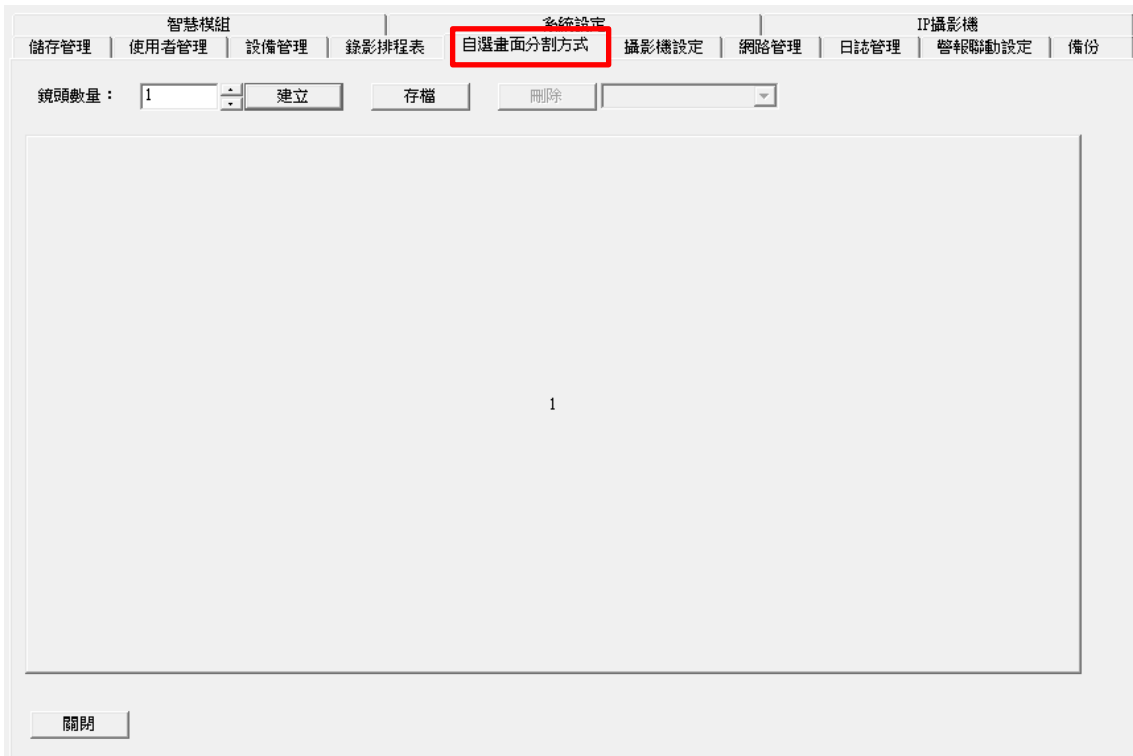 智慧模組 系統設定 IP攝影機
儲存管理 使用者管理 設備管理 錄影排程表 自選畫面分割方式 攝影機設定 網路管理 日誌管理 警報聯動設定 備份
鏡頭數量： 1 建立 存檔 刪除
1
關閉